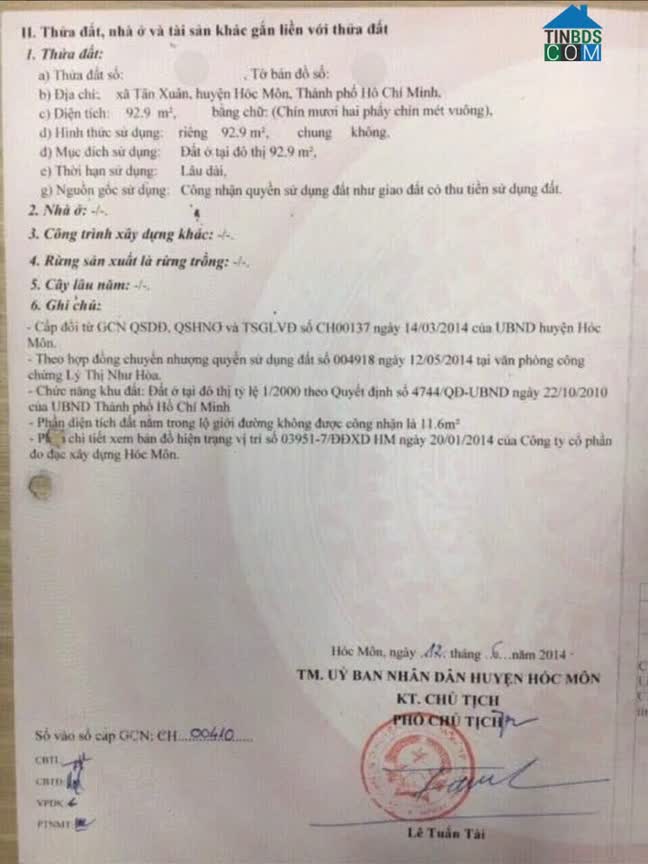 TINBDS
COM
II. Thửa đất, nhà ở và tài sản khác gắn liền với thửa đất
1. Thửa đất:
a) Thửa đất số: , Tờ bản đồ số:
b) Địa chỉ: xã Tân Xuân, huyện Hóc Môn, Thành phố Hồ Chí Minh,
c) Diện tích: 92.9 m², bằng chữ: (Chín mươi hai phẩy chín mét vuông),
d) Hình thức sử dụng: riêng 92.9 m², chung không,
đ) Mục đích sử dụng: Đất ở tại đô thị 92.9 m²,
e) Thời hạn sử dụng: Lâu dài,
g) Nguồn gốc sử dụng: Công nhận quyền sử dụng đất như giao đất có thu tiền sử dụng đất.
2. Nhà ở: -/-.
3. Công trình xây dựng khác: -/-.
4. Rừng sản xuất là rừng trồng: -/-.
5. Cây lâu năm: -/-.
6. Ghi chú:
- Cấp đổi từ GCN QSDĐ, QSHNƠ và TSGLVĐ số CH00137 ngày 14/03/2014 của UBND huyện Hóc
Môn.
- Theo hợp đồng chuyển nhượng quyền sử dụng đất số 004918 ngày 12/05/2014 tại văn phòng công
chứng Lý Thị Như Hòa.
- Chức năng khu đất: Đất ở tại đô thị tỷ lệ 1/2000 theo Quyết định số 4744/QĐ-UBND ngày 22/10/2010
của UBND Thành phố Hồ Chí Minh
- Phần diện tích đất nằm trong lộ giới đường không được công nhận là 11.6m²
- chi tiết xem bản đồ hiện trạng vị trí số 03951-7/ĐĐXD HM ngày 20/01/2014 của Công ty cổ phần
đo đạc xây dựng Hóc Môn.
Hóc Môn, ngày 12 tháng 6 năm 2014
TM. UỶ BAN NHÂN DÂN HUYỆN HÓC MÔN
KT. CHỦ TỊCH
PHÓ CHỦ TỊCH
Số vào sổ cấp GCN: CH...00410......
CBTL
CBTĐ:
VPĐK:
PTNMT:
Lê Tuấn Tài